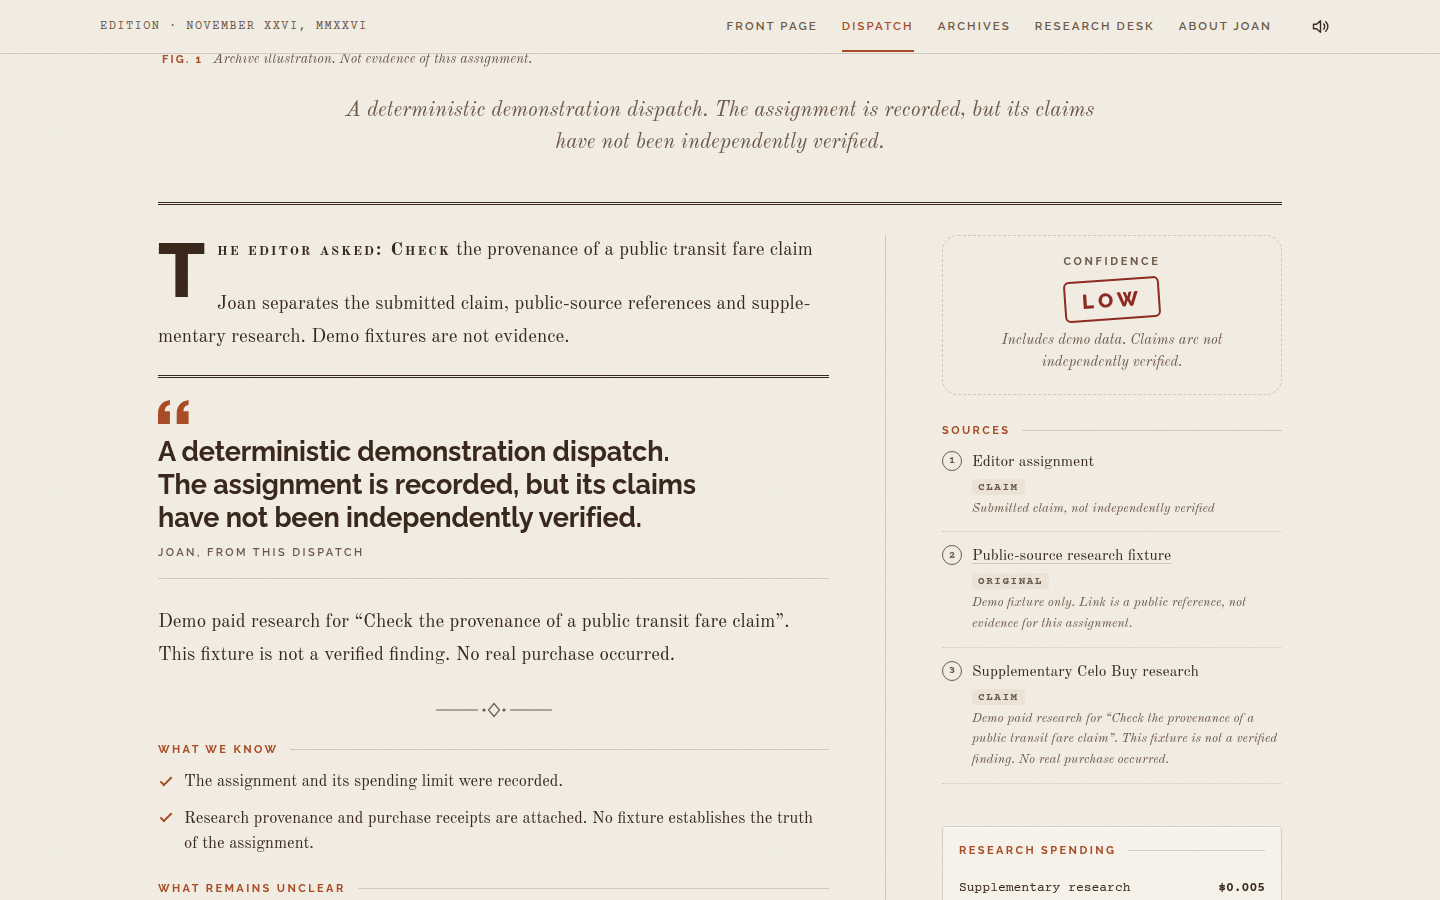 EDITION · NOVEMBER XXVI, MMXXVI
FRONT PAGE
DISPATCH
ARCHIVES
RESEARCH DESK
ABOUT JOAN
FIG. 1 Archive illustration. Not evidence of this assignment.
A deterministic demonstration dispatch. The assignment is recorded, but its claims
have not been independently verified.
THE EDITOR ASKED: CHECK the provenance of a public transit fare claim
Joan separates the submitted claim, public-source references and supple-
mentary research. Demo fixtures are not evidence.
“
A deterministic demonstration dispatch.
The assignment is recorded, but its claims
have not been independently verified.
JOAN, FROM THIS DISPATCH
Demo paid research for “Check the provenance of a public transit fare claim”.
This fixture is not a verified finding. No real purchase occurred.
WHAT WE KNOW
The assignment and its spending limit were recorded.
Research provenance and purchase receipts are attached. No fixture establishes the truth
of the assignment.
WHAT REMAINS UNCLEAR
CONFIDENCE
LOW
Includes demo data. Claims are not
independently verified.
SOURCES
1 Editor assignment
CLAIM
Submitted claim, not independently verified
2 Public-source research fixture
ORIGINAL
Demo fixture only. Link is a public reference, not
evidence for this assignment.
3 Supplementary Celo Buy research
CLAIM
Demo paid research for “Check the provenance of a
public transit fare claim”. This fixture is not a verified
finding. No real purchase occurred.
RESEARCH SPENDING
Supplementary research $0.005